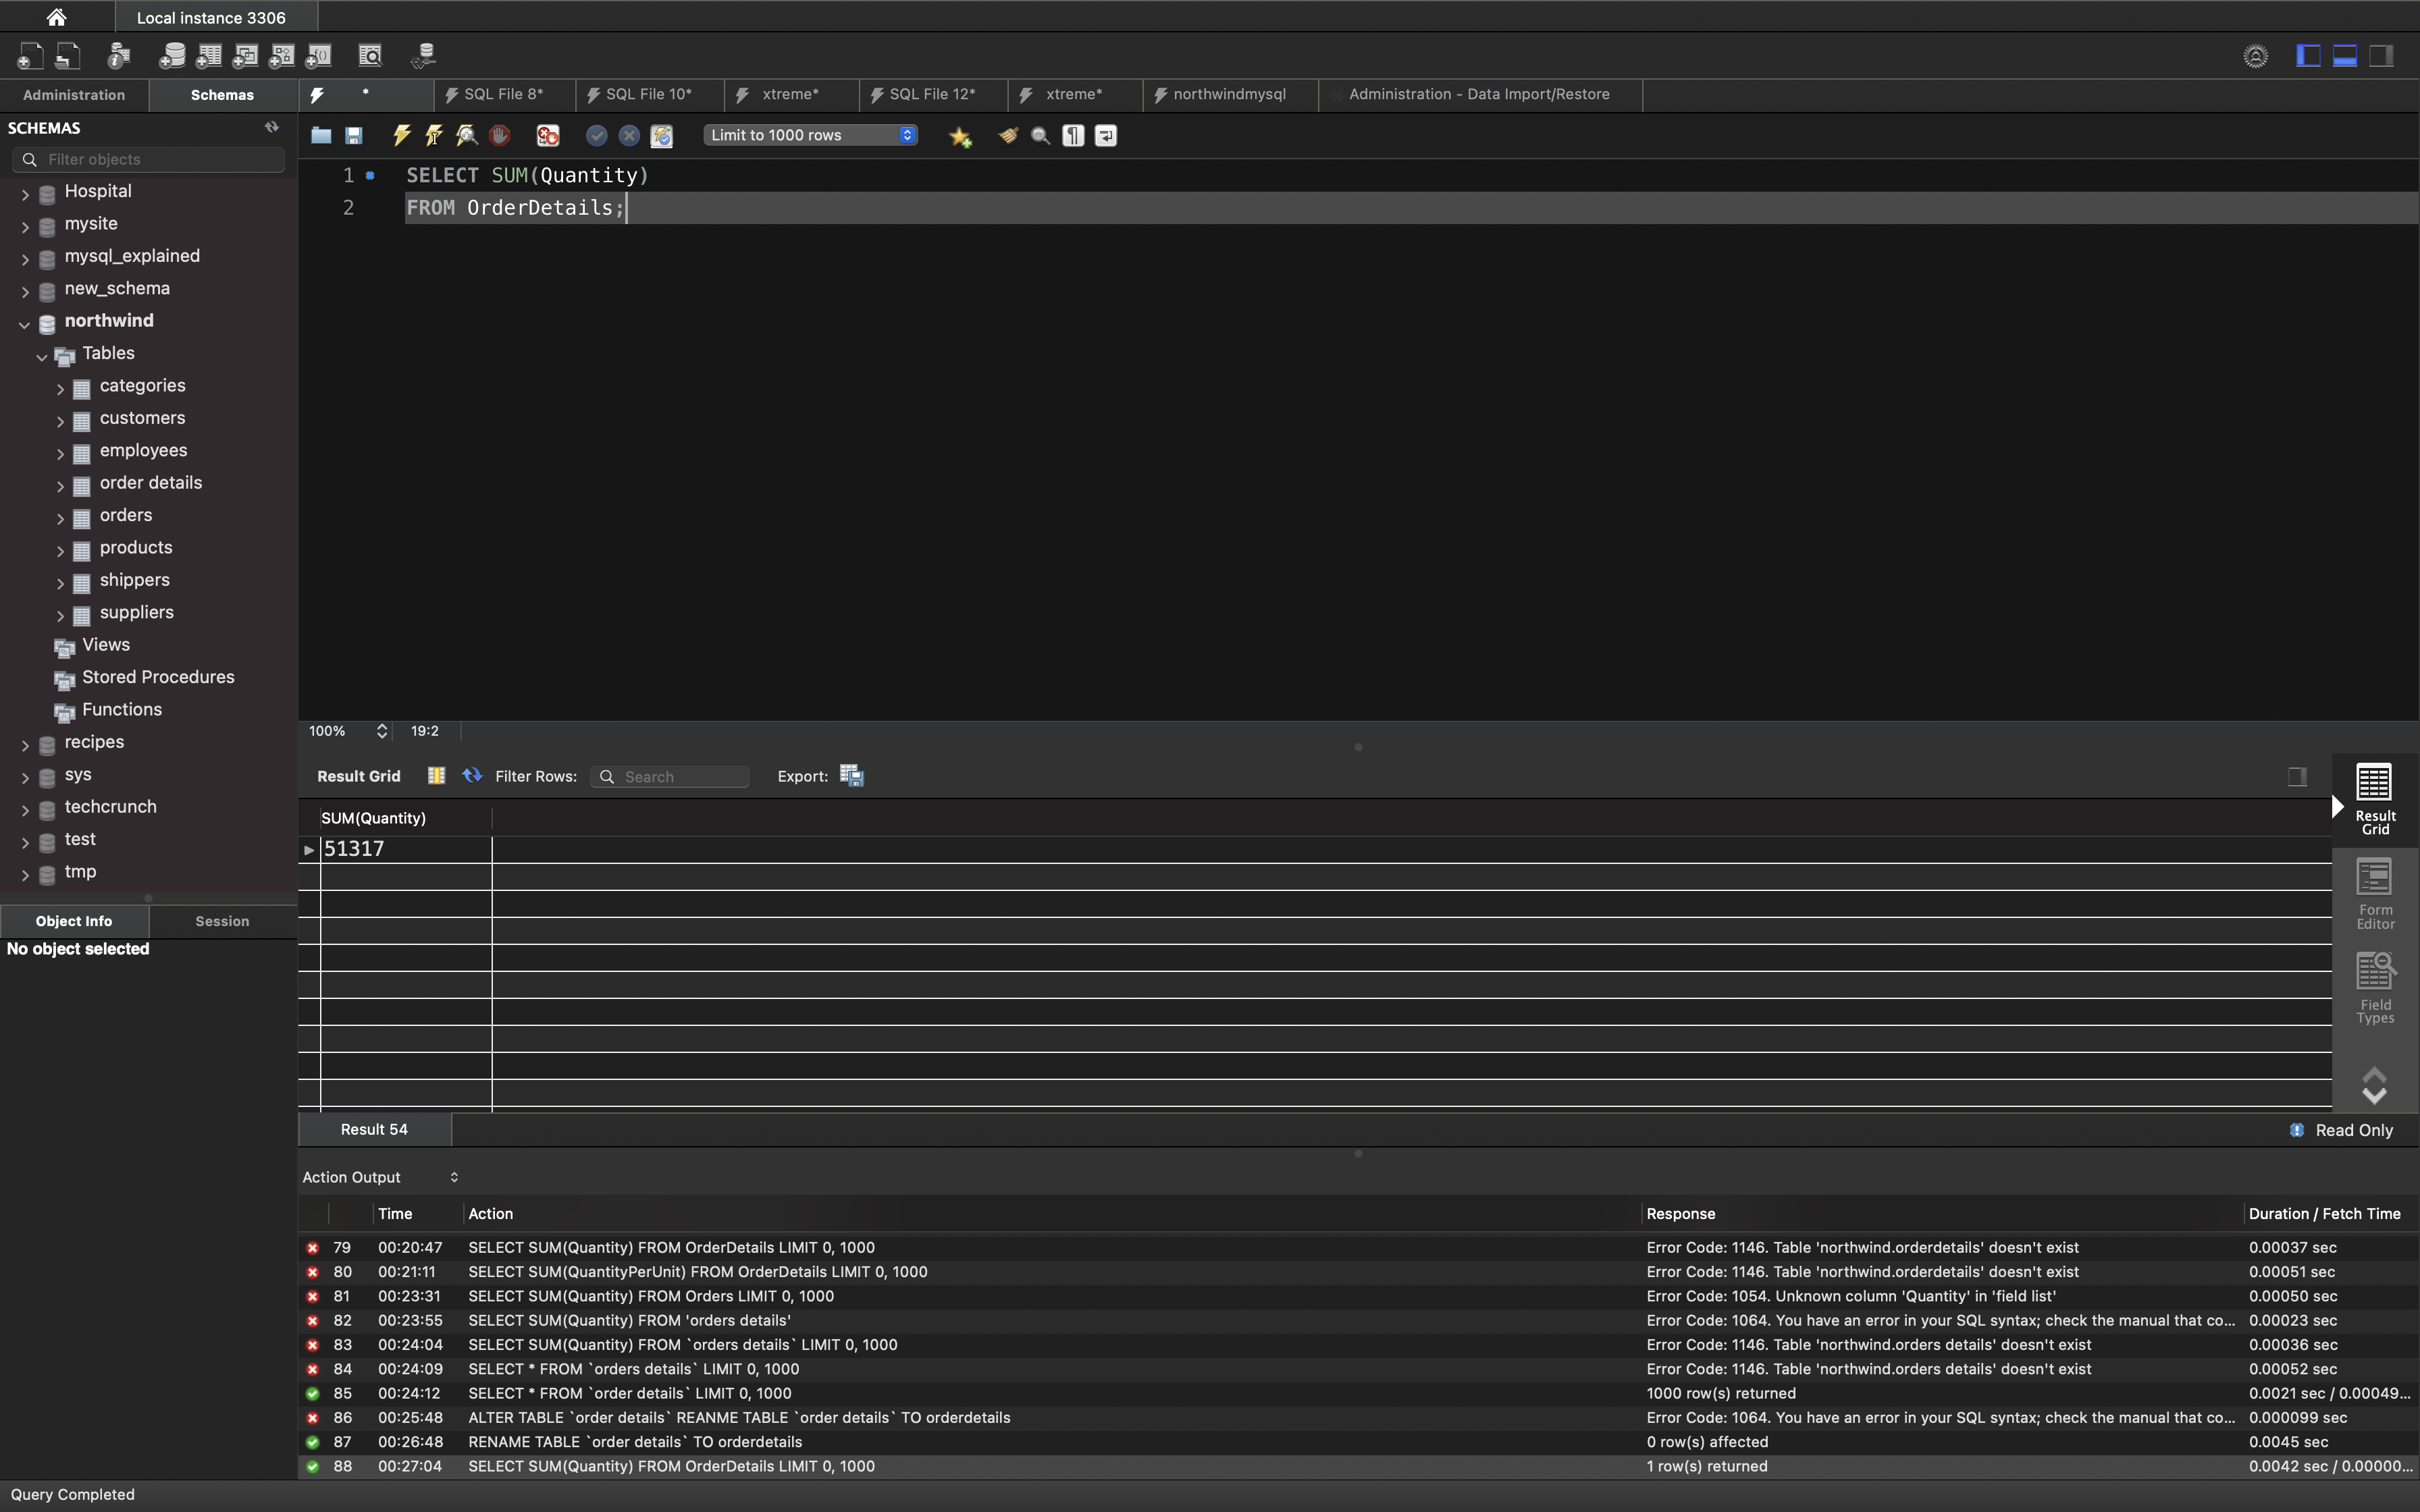 Local instance 3306
Administration
Schemas
*
SQL File 8*
SQL File 10*
xtreme*
SQL File 12*
xtreme*
northwindmysql
Administration - Data Import/Restore
SCHEMAS
Filter objects
Hospital
mysite
mysql_explained
new_schema
northwind
Tables
categories
customers
employees
order details
orders
products
shippers
suppliers
Views
Stored Procedures
Functions
recipes
sys
techcrunch
test
tmp
Object Info
Session
No object selected
Limit to 1000 rows
1 SELECT SUM(Quantity)
2 FROM OrderDetails;
100% 19:2
Result Grid Filter Rows: Search Export:
SUM(Quantity)
51317
Result
Grid
Form
Editor
Field
Types
Result 54
Read Only
Action Output
Time Action Response Duration / Fetch Time
79 00:20:47 SELECT SUM(Quantity) FROM OrderDetails LIMIT 0, 1000 Error Code: 1146. Table 'northwind.orderdetails' doesn't exist 0.00037 sec
80 00:21:11 SELECT SUM(QuantityPerUnit) FROM OrderDetails LIMIT 0, 1000 Error Code: 1146. Table 'northwind.orderdetails' doesn't exist 0.00051 sec
81 00:23:31 SELECT SUM(Quantity) FROM Orders LIMIT 0, 1000 Error Code: 1054. Unknown column 'Quantity' in 'field list' 0.00050 sec
82 00:23:55 SELECT SUM(Quantity) FROM 'orders details' Error Code: 1064. You have an error in your SQL syntax; check the manual that co... 0.00023 sec
83 00:24:04 SELECT SUM(Quantity) FROM `orders details` LIMIT 0, 1000 Error Code: 1146. Table 'northwind.orders details' doesn't exist 0.00036 sec
84 00:24:09 SELECT * FROM `orders details` LIMIT 0, 1000 Error Code: 1146. Table 'northwind.orders details' doesn't exist 0.00052 sec
85 00:24:12 SELECT * FROM `order details` LIMIT 0, 1000 1000 row(s) returned 0.0021 sec / 0.00049...
86 00:25:48 ALTER TABLE `order details` REANME TABLE `order details` TO orderdetails Error Code: 1064. You have an error in your SQL syntax; check the manual that co... 0.000099 sec
87 00:26:48 RENAME TABLE `order details` TO orderdetails 0 row(s) affected 0.0045 sec
88 00:27:04 SELECT SUM(Quantity) FROM OrderDetails LIMIT 0, 1000 1 row(s) returned 0.0042 sec / 0.00000...
Query Completed